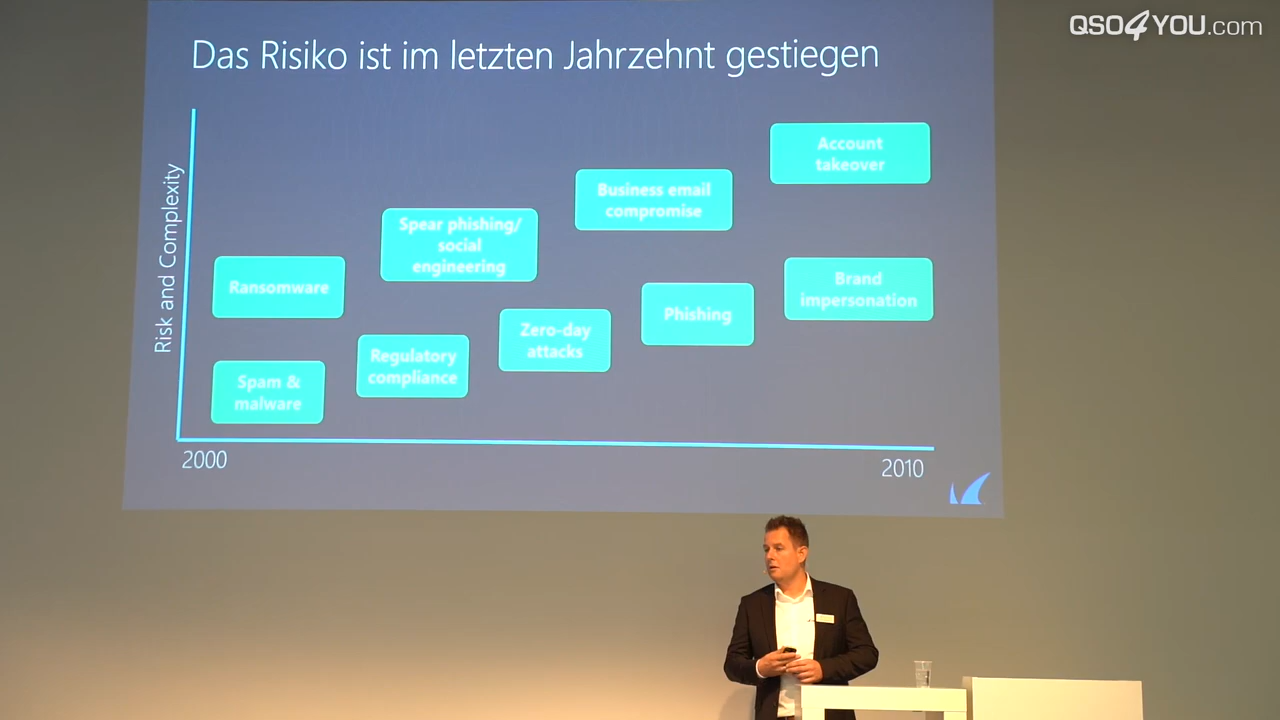 QSO4YOU.com
Das Risiko ist im letzten Jahrzehnt gestiegen
Risk and Complexity
Account
takeover
Business email
compromise
Spear phishing/
social
engineering
Ransomware
Brand
impersonation
Phishing
Zero-day
attacks
Regulatory
compliance
Spam &
malware
2000
2010